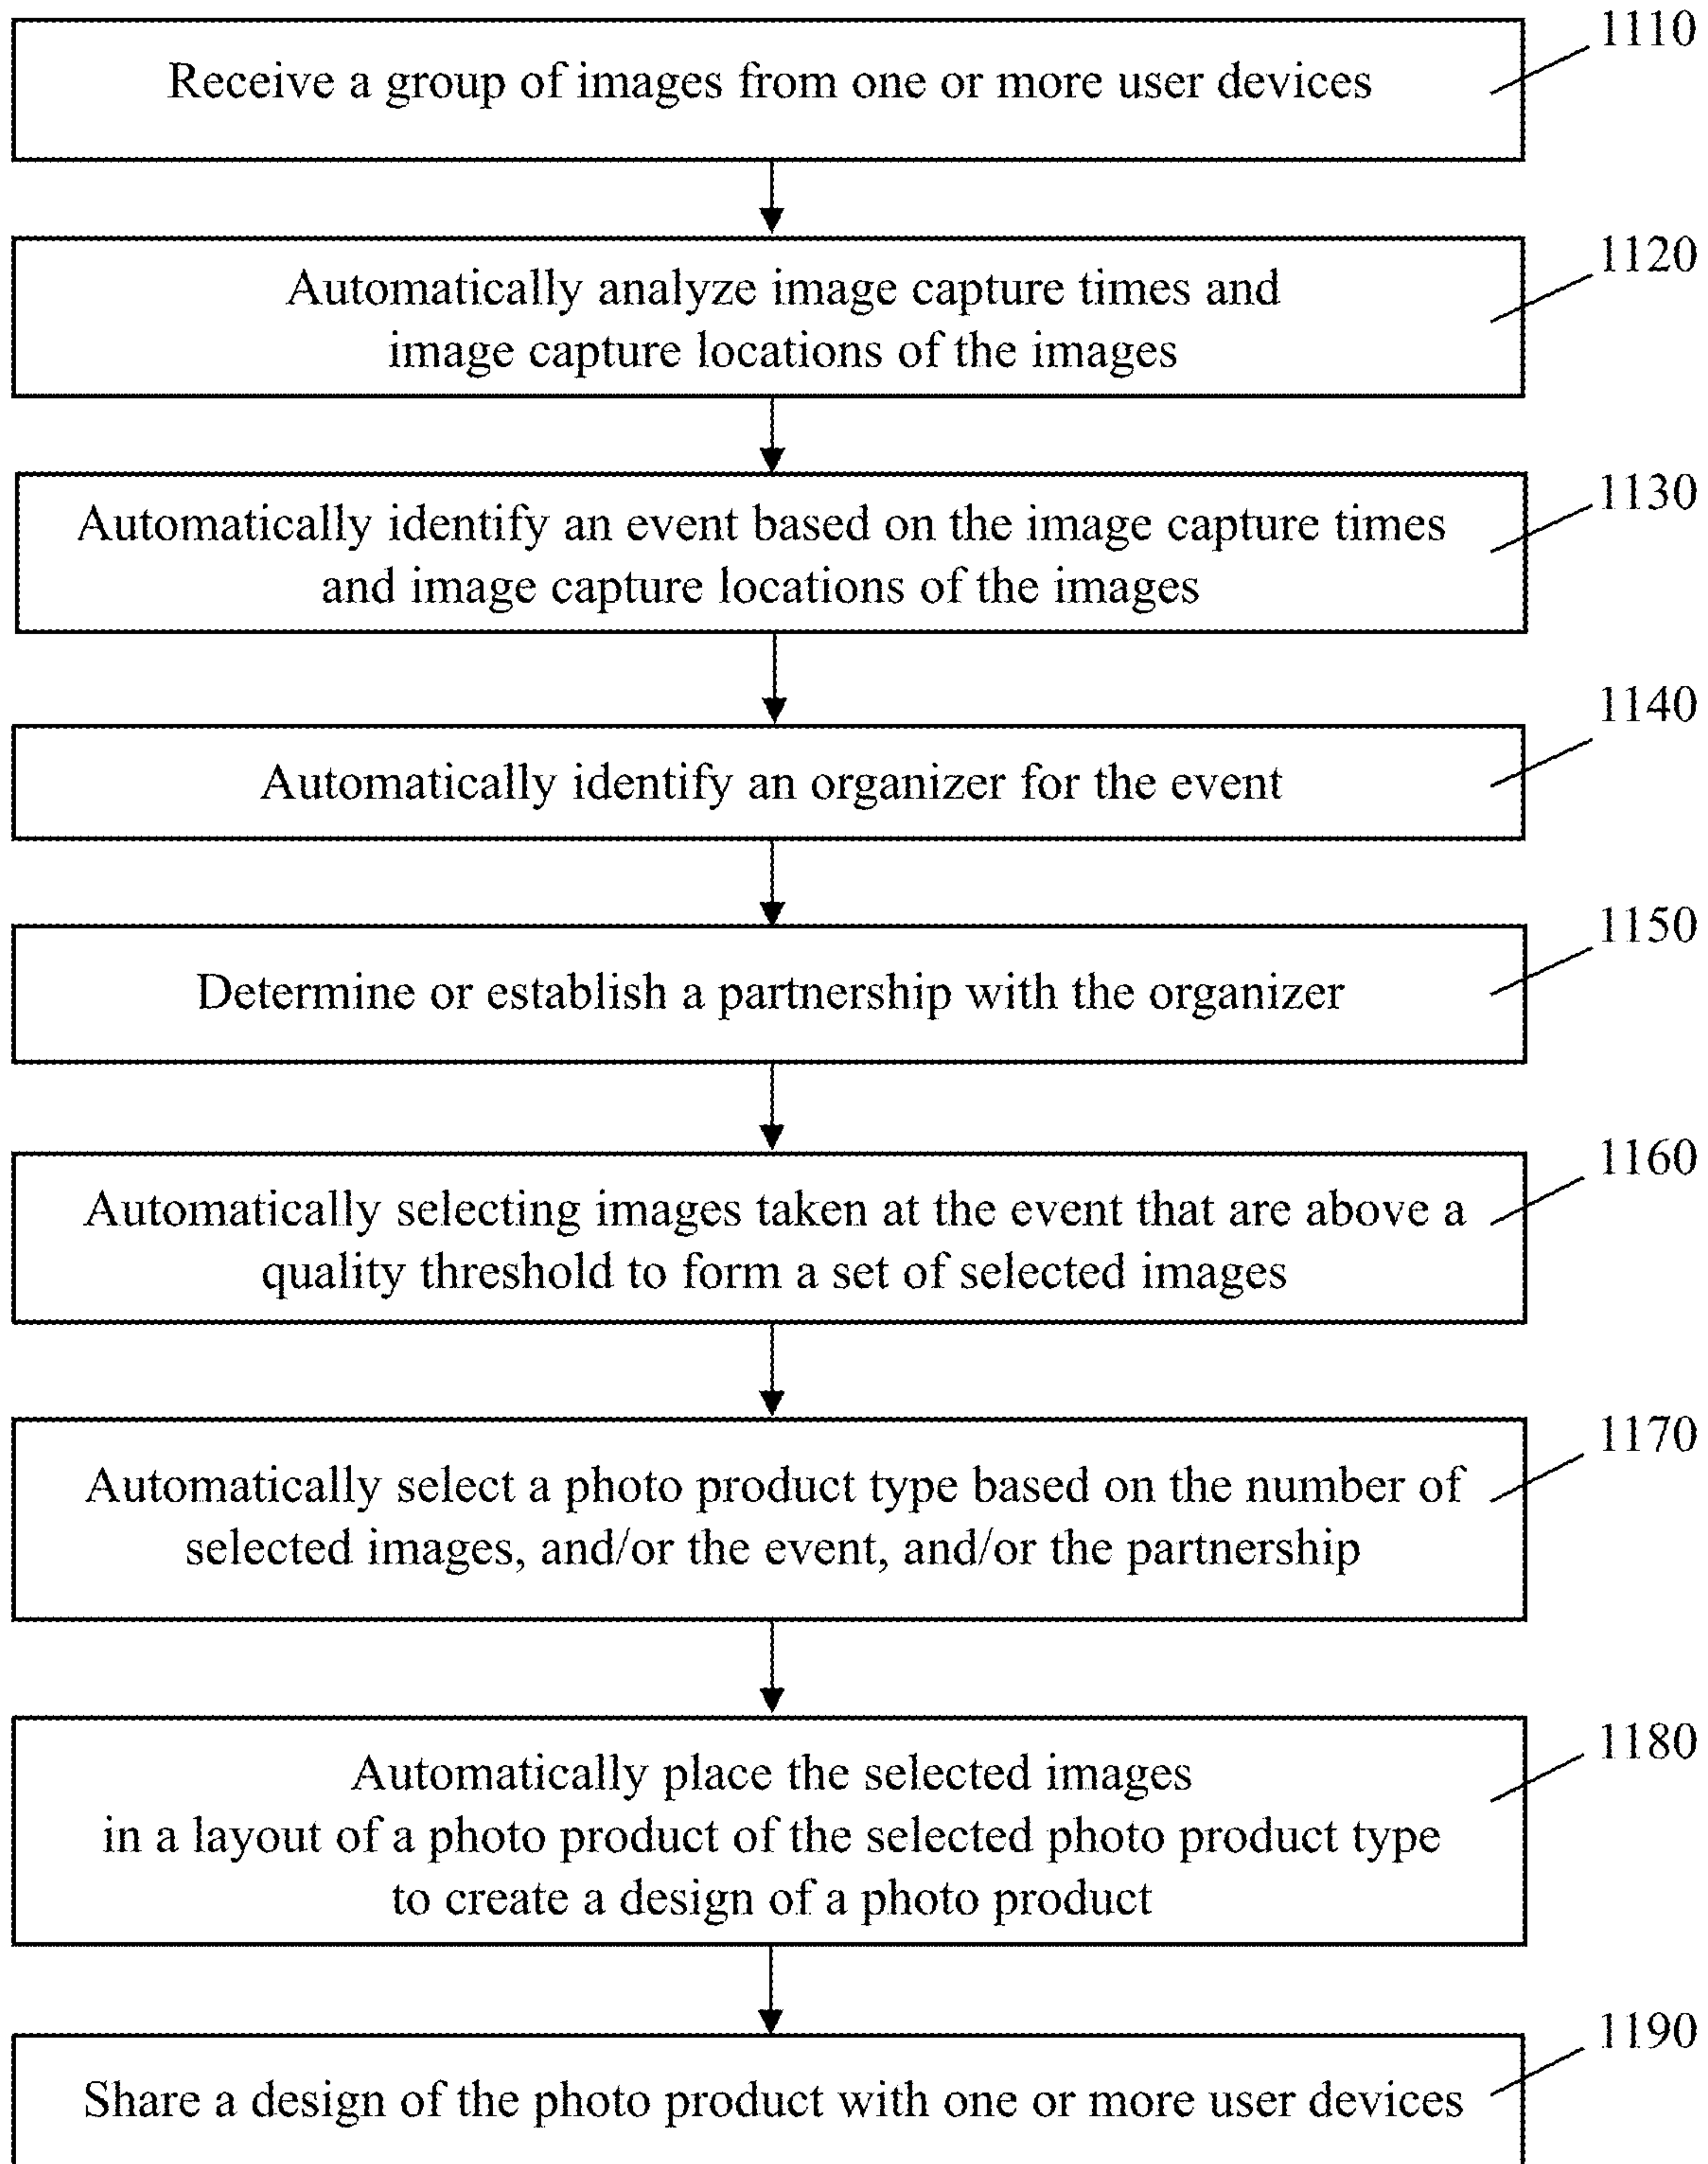 1110
Receive a group of images from one or more user devices
1120
Automatically analyze image capture times and
image capture locations of the images
1130
Automatically identify an event based on the image capture times
and image capture locations of the images
1140
Automatically identify an organizer for the event
1150
Determine or establish a partnership with the organizer
1160
Automatically selecting images taken at the event that are above a
quality threshold to form a set of selected images
1170
Automatically select a photo product type based on the number of
selected images, and/or the event, and/or the partnership
1180
Automatically place the selected images
in a layout of a photo product of the selected photo product type
to create a design of a photo product
1190
Share a design of the photo product with one or more user devices